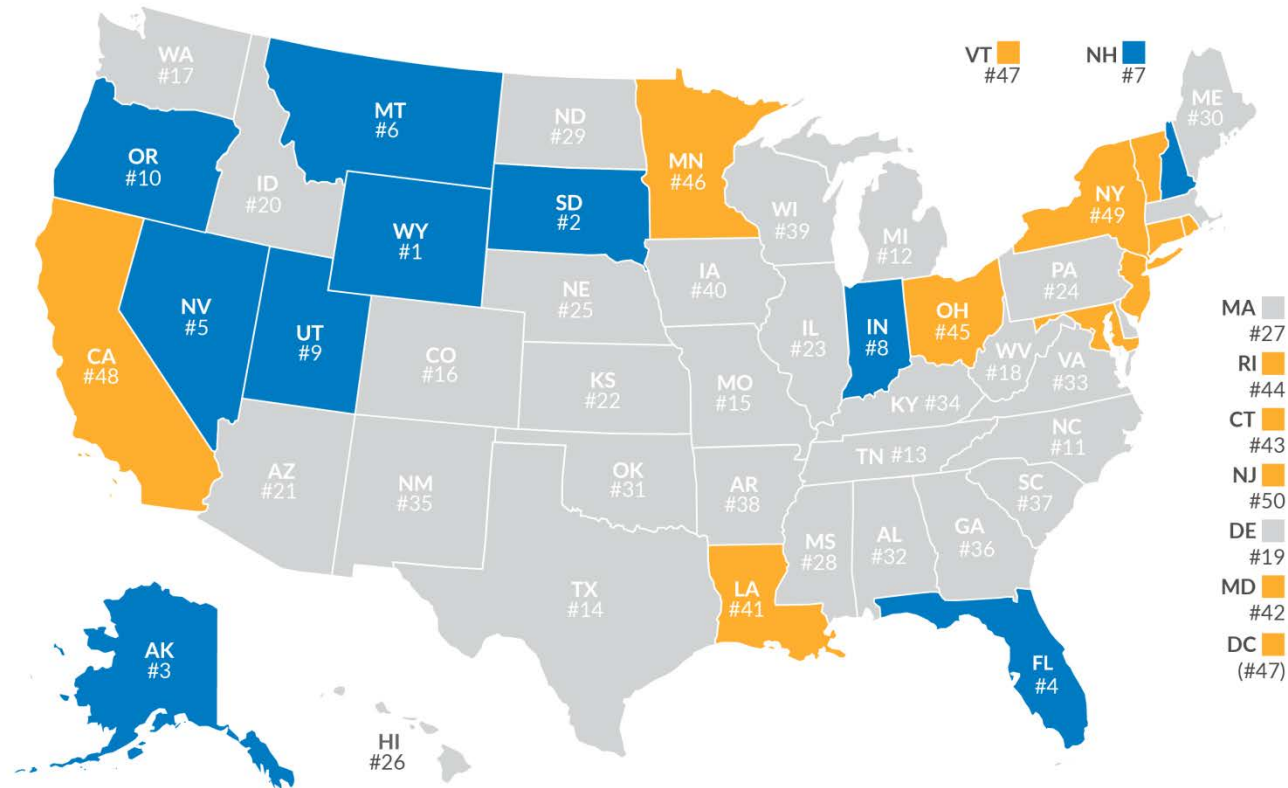 WA
#17
MT
#6
ND
#29
MN
#46
VT
#47
NH
#7
ME
#30
OR
#10
ID
#20
WY
#1
SD
#2
WI
#39
MI
#12
NY
#49
CA
#48
NV
#5
UT
#9
CO
#16
NE
#25
IA
#40
IL
#23
IN
#8
OH
#45
PA
#24
KS
#22
MO
#15
KY #34
WV
#18
VA
#33
AZ
#21
NM
#35
OK
#31
AR
#38
TN #13
NC
#11
SC
#37
TX
#14
LA
#41
MS
#28
AL
#32
GA
#36
FL
#4
AK
#3
HI
#26
MA
#27
RI
#44
CT
#43
NJ
#50
DE
#19
MD
#42
DC
(#47)